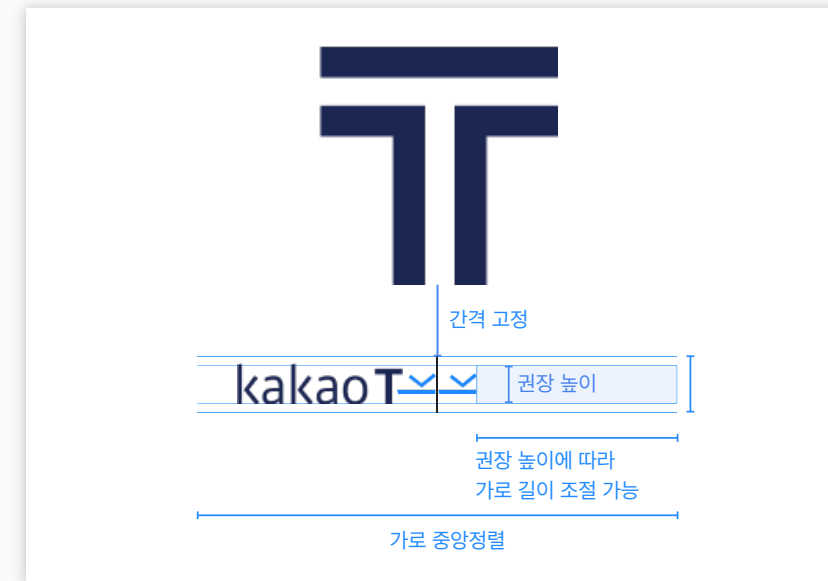 간격 고정
kakao T
권장 높이
권장 높이에 따라
가로 길이 조절 가능
가로 중앙정렬